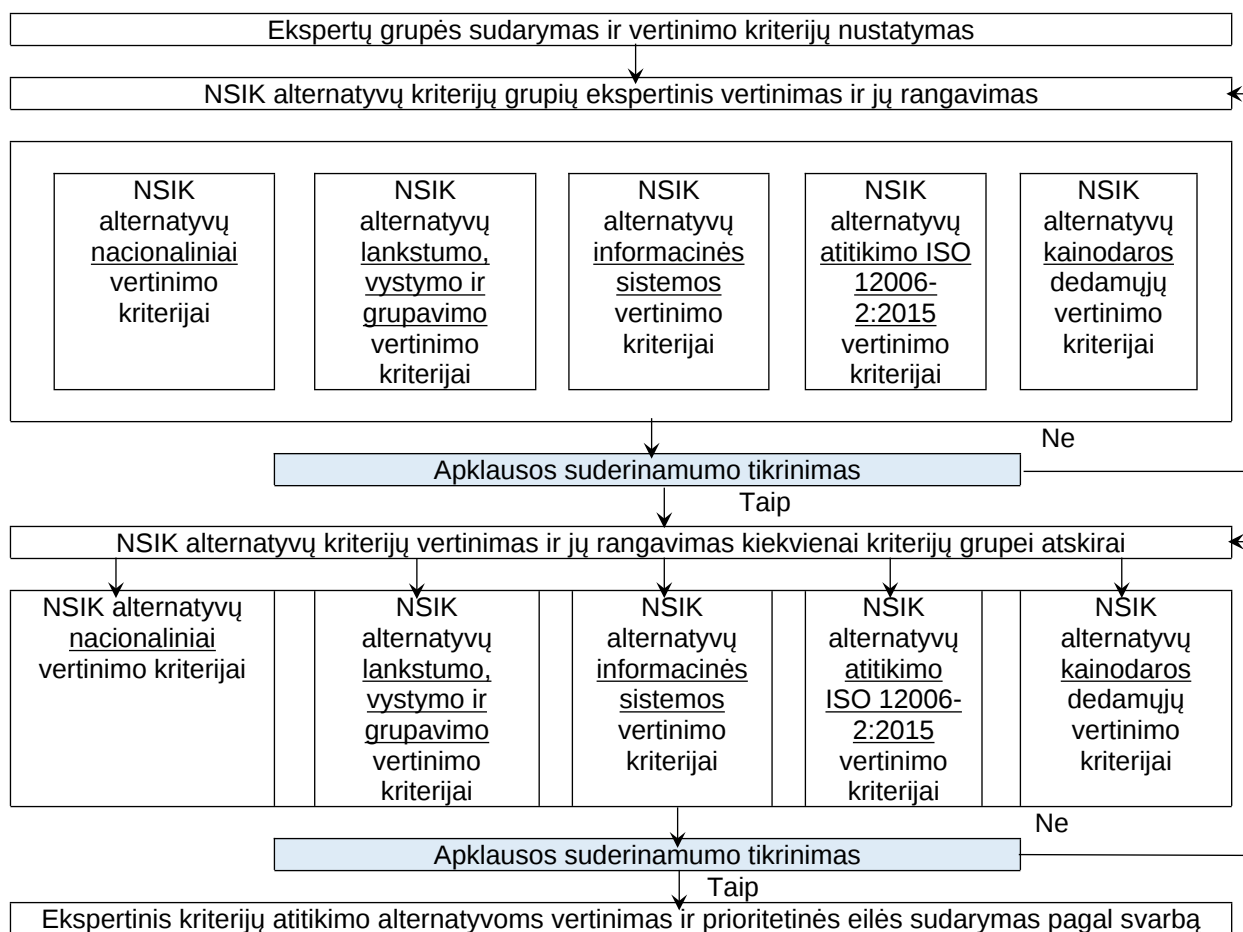 Ekspertų grupės sudarymas ir vertinimo kriterijų nustatymas
NSIK alternatyvų kriterijų grupių ekspertinis vertinimas ir jų rangavimas
NSIK
alternatyvų
nacionaliniai
vertinimo
kriterijai
NSIK
alternatyvų
lankstumo,
vystymo ir
grupavimo
vertinimo
kriterijai
NSIK
alternatyvų
informacinės
sistemos
vertinimo
kriterijai
NSIK
alternatyvų
atitikimo ISO
12006-
2:2015
vertinimo
kriterijai
NSIK
alternatyvų
kainodaros
dedamųjų
vertinimo
kriterijai
Ne
Apklausos suderinamumo tikrinimas
Taip
NSIK alternatyvų kriterijų vertinimas ir jų rangavimas kiekvienai kriterijų grupei atskirai
NSIK alternatyvų
nacionaliniai
vertinimo kriterijai
NSIK
alternatyvų
lankstumo,
vystymo ir
grupavimo
vertinimo
kriterijai
NSIK
alternatyvų
informacinės
sistemos
vertinimo
kriterijai
NSIK
alternatyvų
atitikimo
ISO 12006-
2:2015
vertinimo
kriterijai
NSIK
alternatyvų
kainodaros
dedamųjų
vertinimo
kriterijai
Ne
Apklausos suderinamumo tikrinimas
Taip
Ekspertinis kriterijų atitikimo alternatyvoms vertinimas ir prioritetinės eilės sudarymas pagal svarbą